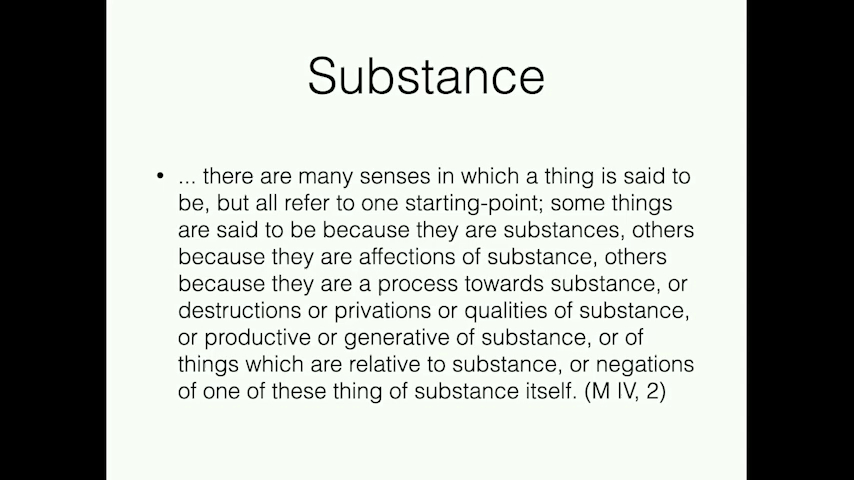 Substance
• ... there are many senses in which a thing is said to
be, but all refer to one starting-point; some things
are said to be because they are substances, others
because they are affections of substance, others
because they are a process towards substance, or
destructions or privations or qualities of substance,
or productive or generative of substance, or of
things which are relative to substance, or negations
of one of these thing of substance itself. (M IV, 2)